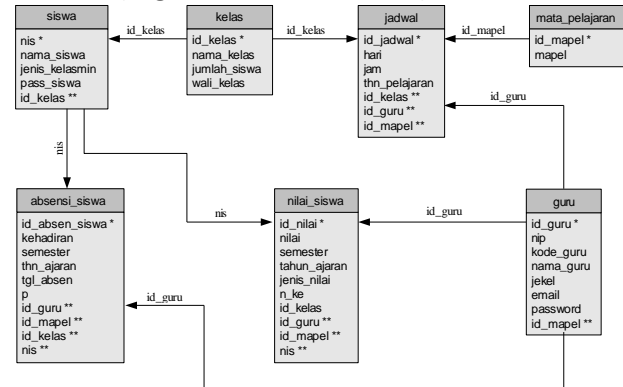 siswa
nis *
nama_siswa
jenis_kelasmin
pass_siswa
id_kelas **
id_kelas
kelas
id_kelas *
nama_kelas
jumlah_siswa
wali_kelas
id_kelas
jadwal
id_jadwal *
hari
jam
thn_pelajaran
id_kelas **
id_guru **
id_mapel **
id_mapel
mata_pelajaran
id_mapel *
mapel
id_guru
nis
absensi_siswa
id_absen_siswa *
kehadiran
semester
thn_ajaran
tgl_absen
p
id_guru **
id_mapel **
id_kelas **
nis **
id_guru
nis
nilai_siswa
id_nilai *
nilai
semester
tahun_ajaran
jenis_nilai
n_ke
id_kelas
id_guru **
id_mapel **
nis **
id_guru
guru
id_guru *
nip
kode_guru
nama_guru
jekel
email
password
id_mapel **